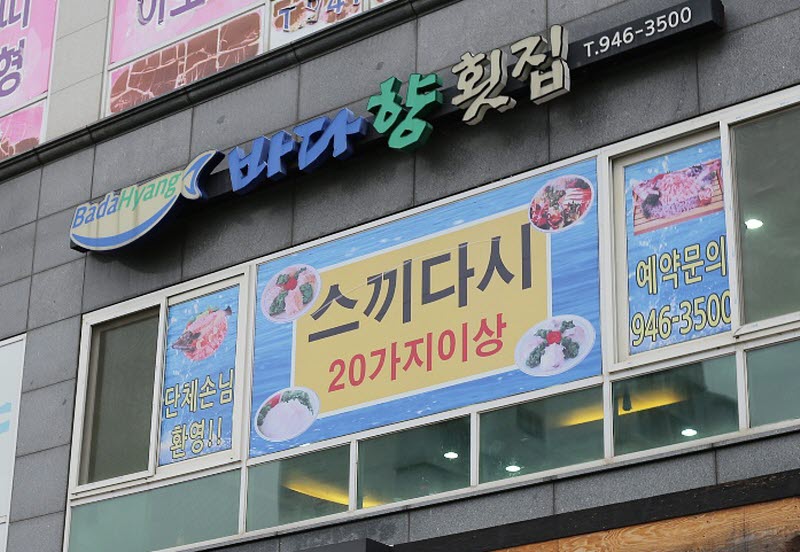 형
BadaHyang
바다향횟집
T.946-3500
스끼다시
20가지이상
단체손님
환영!!
예약문의
946-3500